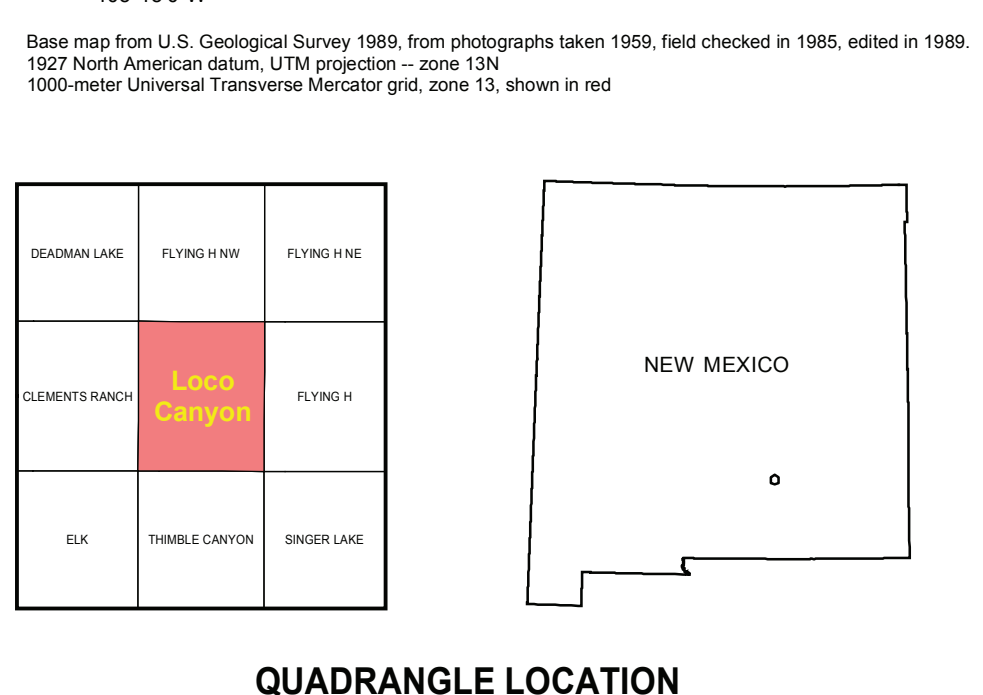 Base map from U.S. Geological Survey 1989, from photographs taken 1959, field checked in 1985, edited in 1989.
1927 North American datum, UTM projection -- zone 13N
1000-meter Universal Transverse Mercator grid, zone 13, shown in red
DEADMAN LAKE
FLYING H NW
FLYING H NE
CLEMENTS RANCH
Loco
Canyon
FLYING H
ELK
THIMBLE CANYON
SINGER LAKE
NEW MEXICO
QUADRANGLE LOCATION